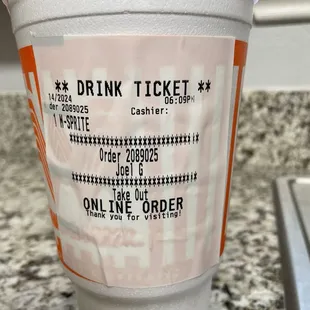 ** DRINK TICKET **
14/2024 06:09PM
der 2089025 Cashier:
1 M-SPRITE
Order 2089025
Joel G
Take Out
ONLINE ORDER
Thank you for visiting!